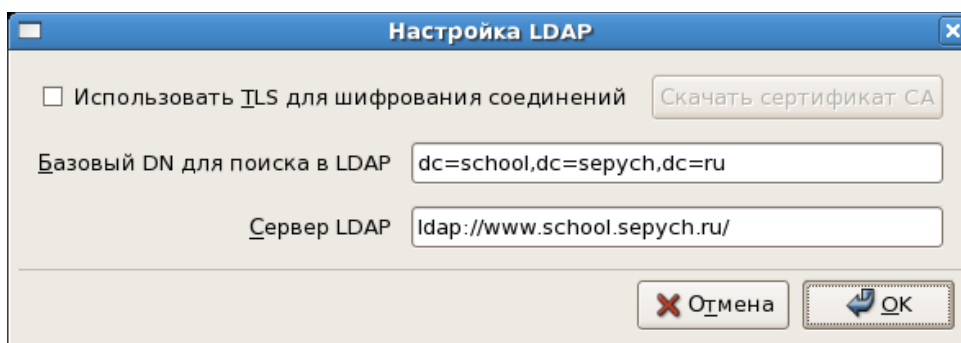 Настройка LDAP
Использовать TLS для шифрования соединений Скачать сертификат CA
Базовый DN для поиска в LDAP dc=school,dc=sepych,dc=ru
Сервер LDAP ldap://www.school.sepych.ru/
Отмена OK